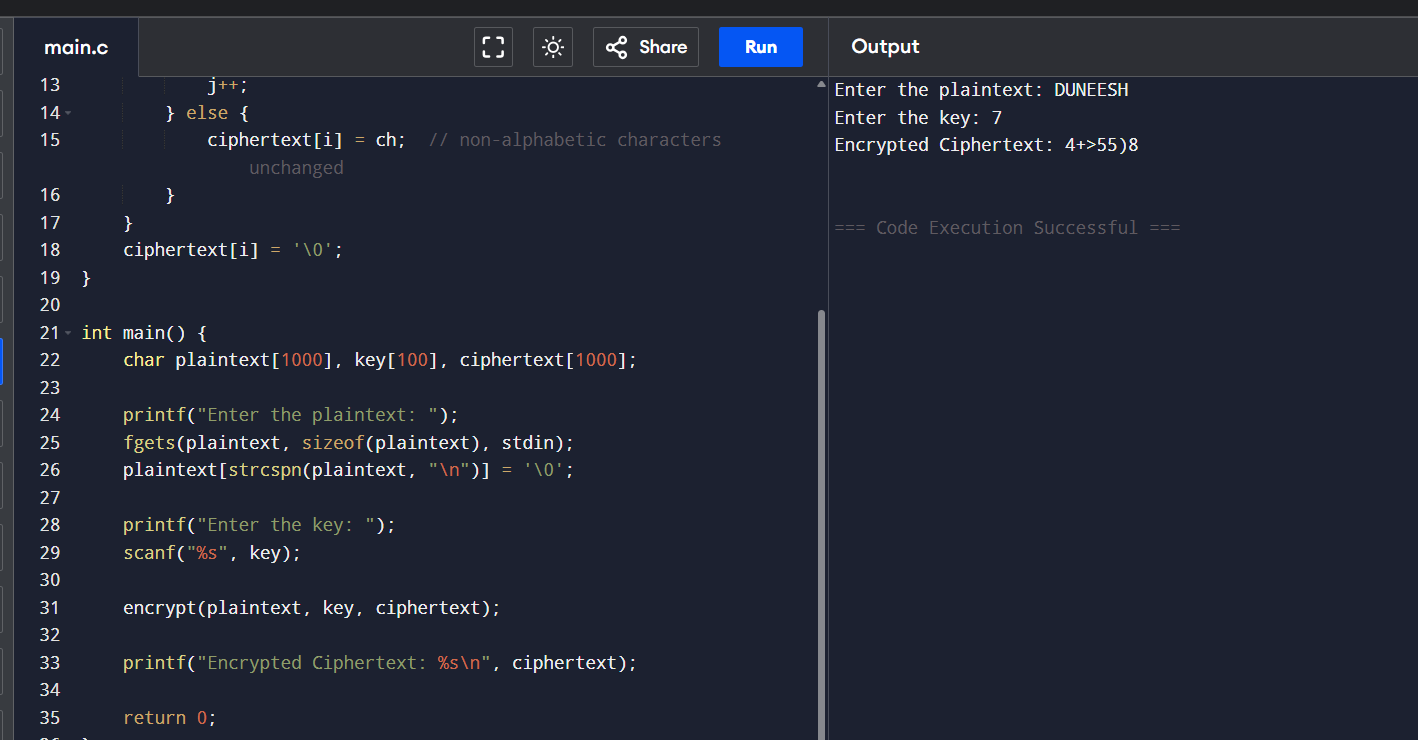 main.c
Share
Run
Output
13 j++;
14 } else {
15 ciphertext[i] = ch;  // non-alphabetic characters
unchanged
16 }
17 }
18 ciphertext[i] = '\0';
19 }
20
21 int main() {
22 char plaintext[1000], key[100], ciphertext[1000];
23
24 printf("Enter the plaintext: ");
25 fgets(plaintext, sizeof(plaintext), stdin);
26 plaintext[strcspn(plaintext, "\n")] = '\0';
27
28 printf("Enter the key: ");
29 scanf("%s", key);
30
31 encrypt(plaintext, key, ciphertext);
32
33 printf("Encrypted Ciphertext: %s\n", ciphertext);
34
35 return 0;
Enter the plaintext: DUNEESH
Enter the key: 7
Encrypted Ciphertext: 4+>55)8
=== Code Execution Successful ===